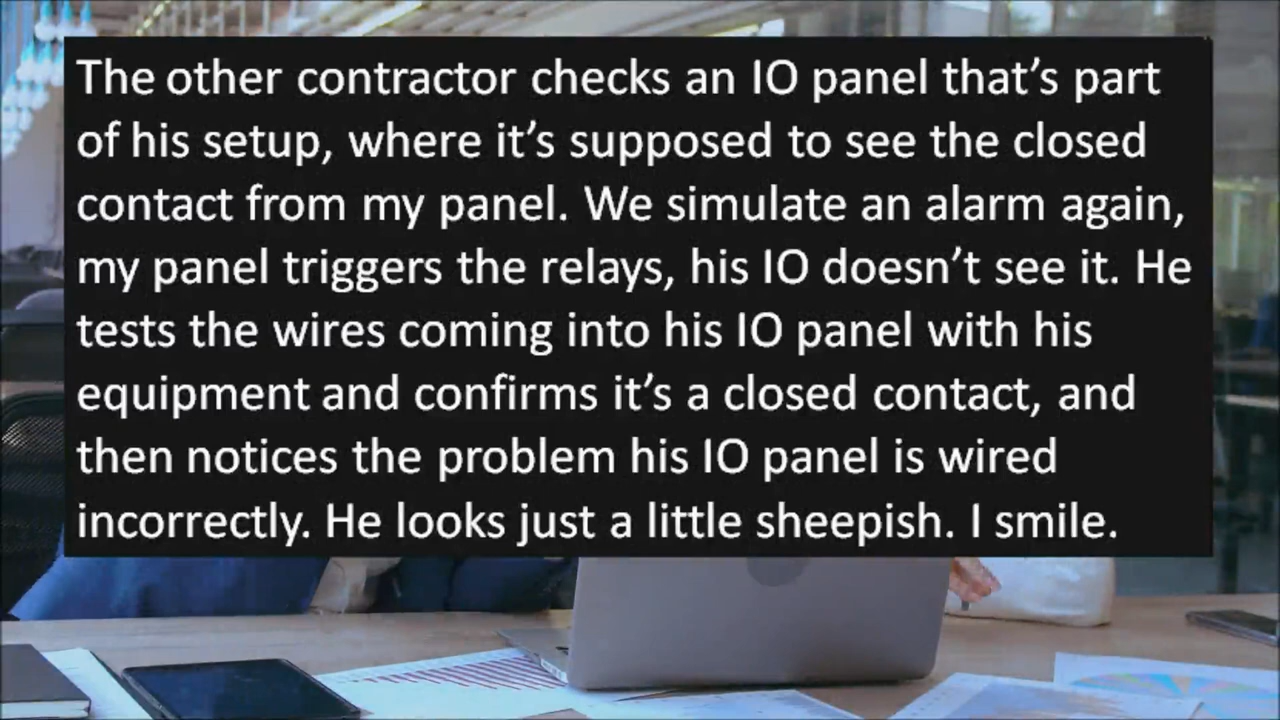 The other contractor checks an IO panel that’s part
of his setup, where it’s supposed to see the closed
contact from my panel. We simulate an alarm again,
my panel triggers the relays, his IO doesn’t see it. He
tests the wires coming into his IO panel with his
equipment and confirms it’s a closed contact, and
then notices the problem his IO panel is wired
incorrectly. He looks just a little sheepish. I smile.